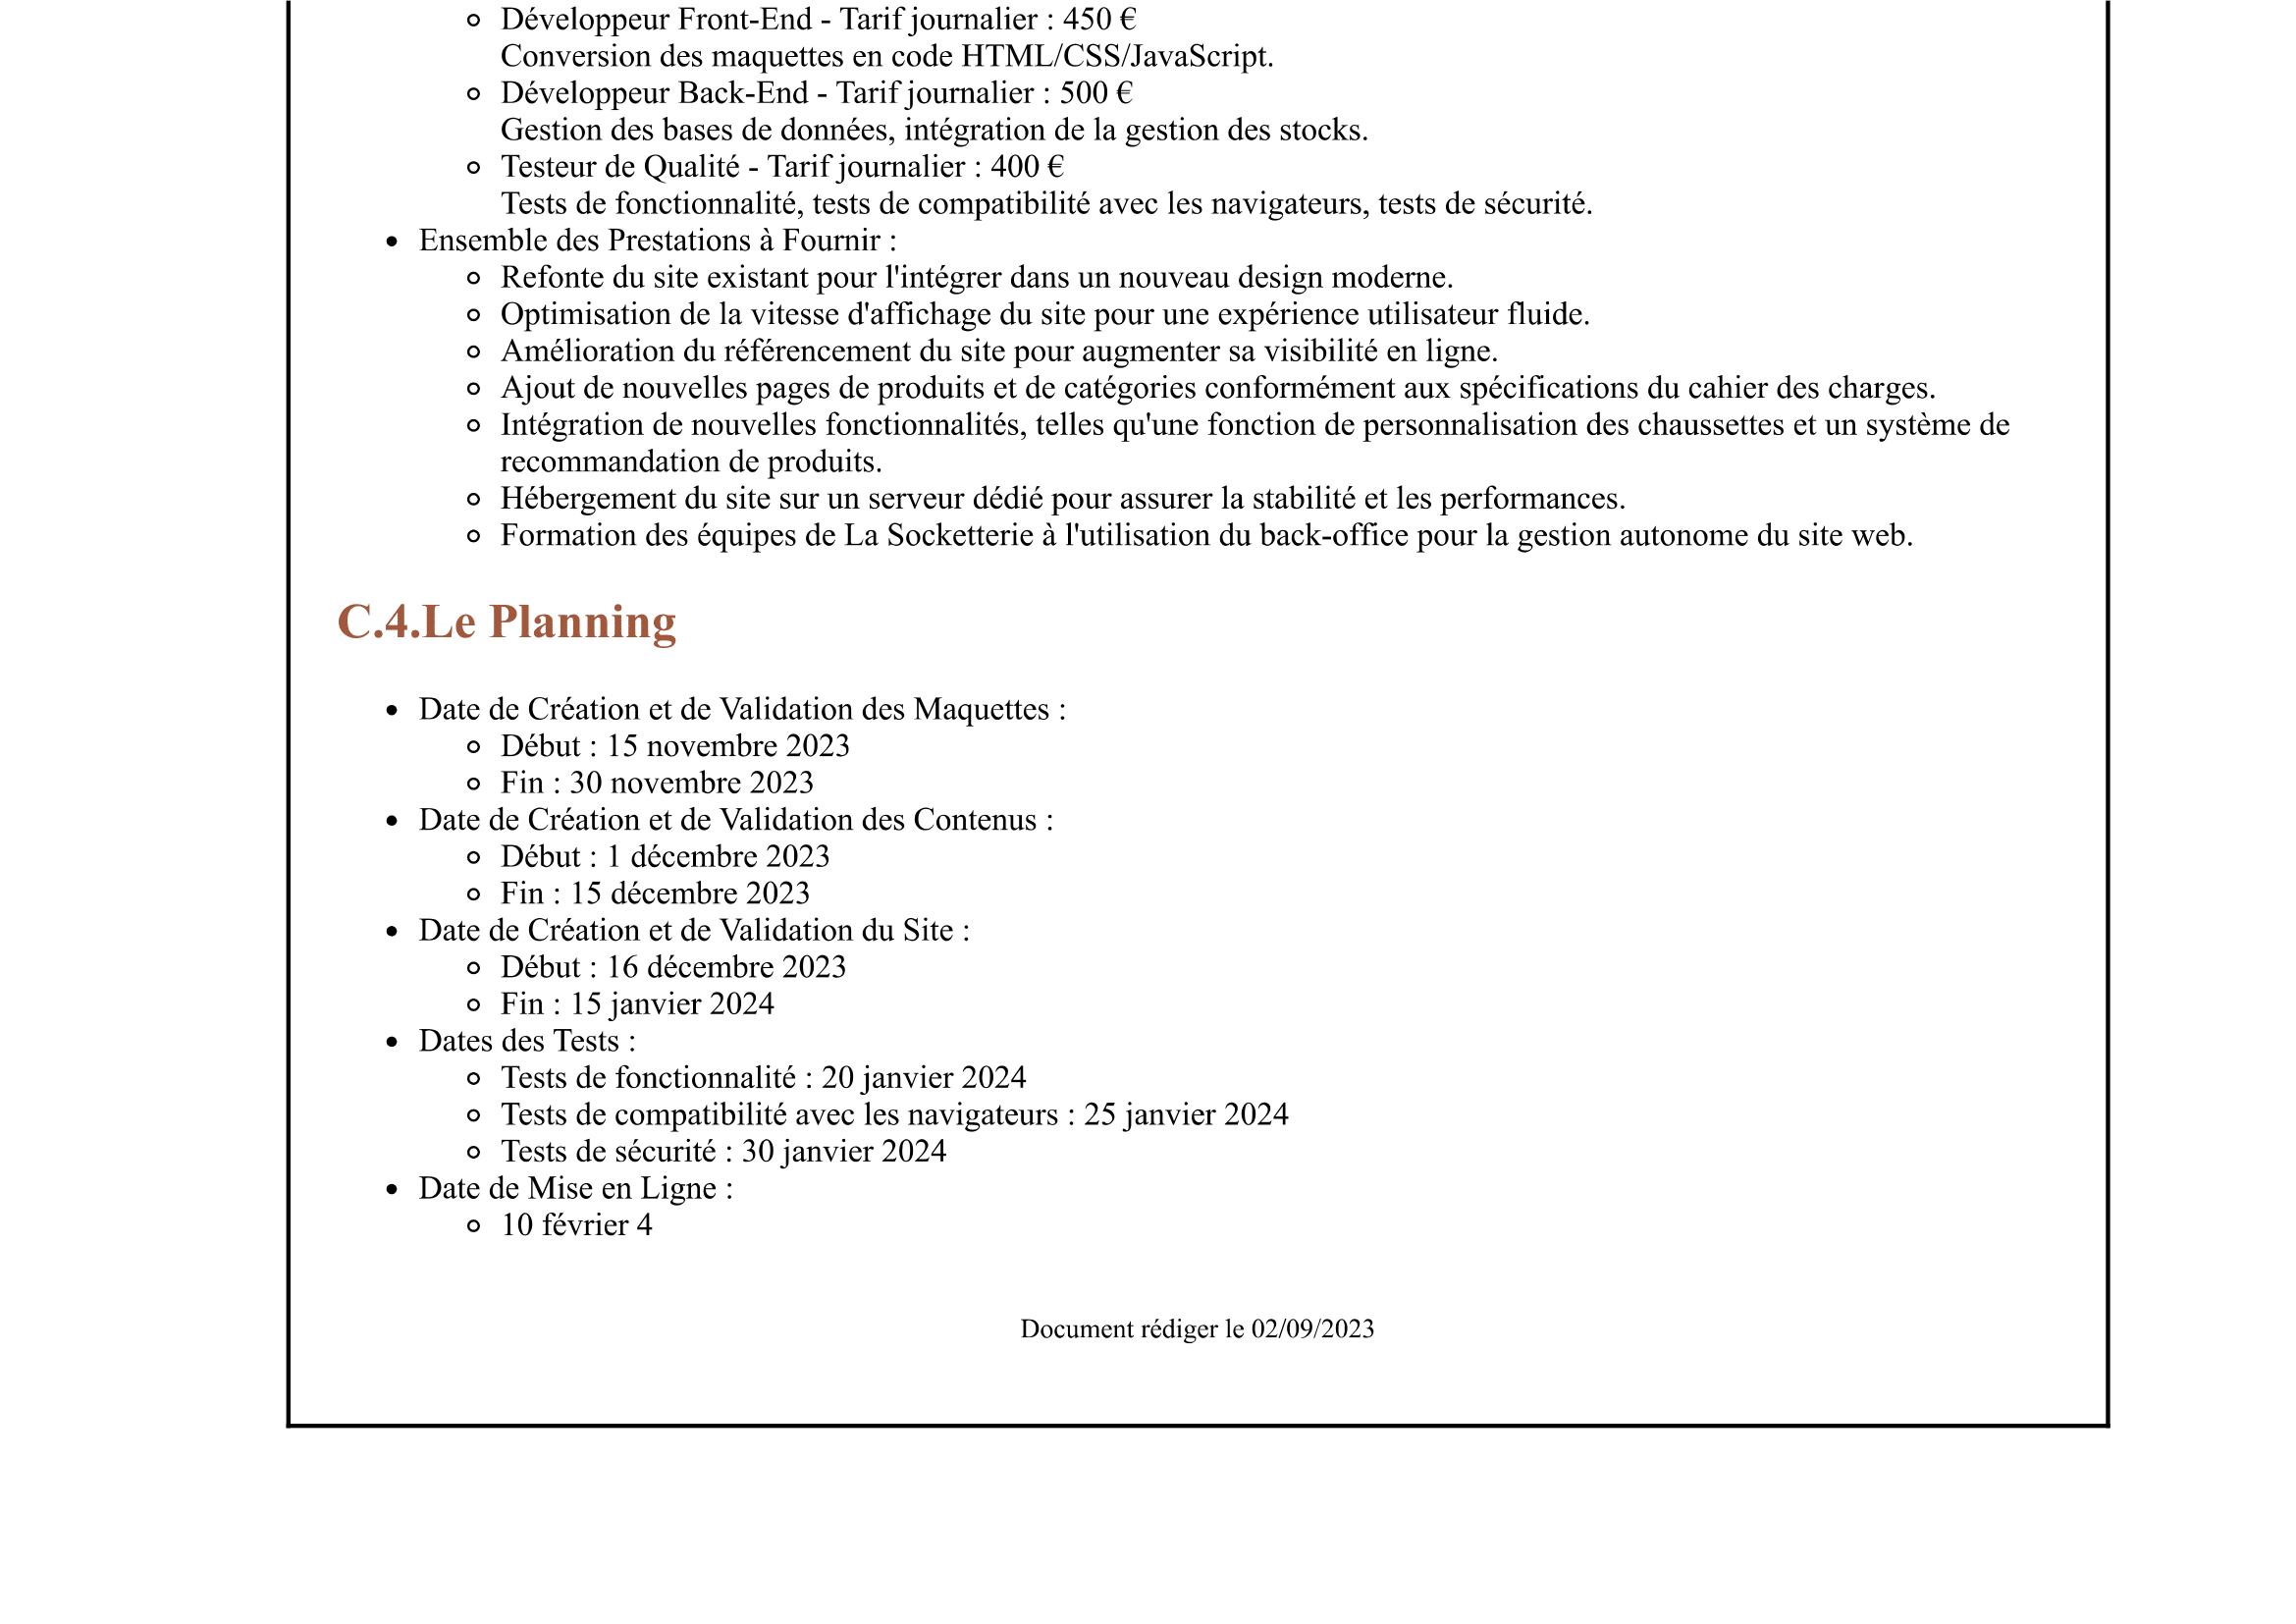 Développeur Front-End - Tarif journalier : 450 €
Conversion des maquettes en code HTML/CSS/JavaScript.
Développeur Back-End - Tarif journalier : 500 €
Gestion des bases de données, intégration de la gestion des stocks.
Testeur de Qualité - Tarif journalier : 400 €
Tests de fonctionnalité, tests de compatibilité avec les navigateurs, tests de sécurité.
Ensemble des Prestations à Fournir :
Refonte du site existant pour l'intégrer dans un nouveau design moderne.
Optimisation de la vitesse d'affichage du site pour une expérience utilisateur fluide.
Amélioration du référencement du site pour augmenter sa visibilité en ligne.
Ajout de nouvelles pages de produits et de catégories conformément aux spécifications du cahier des charges.
Intégration de nouvelles fonctionnalités, telles qu'une fonction de personnalisation des chaussettes et un système de
recommandation de produits.
Hébergement du site sur un serveur dédié pour assurer la stabilité et les performances.
Formation des équipes de La Socketterie à l'utilisation du back-office pour la gestion autonome du site web.
C.4.Le Planning
Date de Création et de Validation des Maquettes :
Début : 15 novembre 2023
Fin : 30 novembre 2023
Date de Création et de Validation des Contenus :
Début : 1 décembre 2023
Fin : 15 décembre 2023
Date de Création et de Validation du Site :
Début : 16 décembre 2023
Fin : 15 janvier 2024
Dates des Tests :
Tests de fonctionnalité : 20 janvier 2024
Tests de compatibilité avec les navigateurs : 25 janvier 2024
Tests de sécurité : 30 janvier 2024
Date de Mise en Ligne :
10 février 4
Document rédiger le 02/09/2023